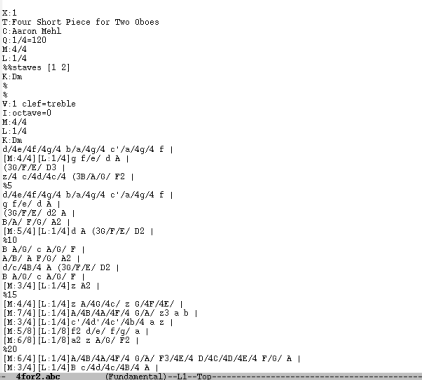 X:1
T:Four Short Piece for Two Oboes
C:Aaron Mehl
Q:1/4=120
M:4/4
L:1/4
%%staves [1 2]
K:Dm
%
%
V:1 clef=treble
I:octave=0
M:4/4
L:1/4
K:Dm
d/4e/4f/4g/4 b/a/4g/4 c'/a/4g/4 f |
[M:4/4][L:1/4]g f/e/ d A |
(3G/F/E/ D3 |
z/4 c/4d/4c/4 (3B/A/G/ F2 |
%5
d/4e/4f/4g/4 b/a/4g/4 c'/a/4g/4 f |
g f/e/ d A |
(3G/F/E/ d2 A |
B/A/ F/G/ A2 |
[M:5/4][L:1/4]d A (3G/F/E/ D2 |
%10
B A/G/ c A/G/ F |
A/B/ A F/G/ A2 |
d/c/4B/4 A (3G/F/E/ D2 |
B A/G/ c A/G/ F |
[M:3/4][L:1/4]z A2 |
%15
[M:4/4][L:1/4]z A/4G/4c/ z G/4F/4E/ |
[M:7/4][L:1/4]A/4B/4A/4F/4 G/A/ z3 a b |
[M:3/4][L:1/4]c'/4d'/4c'/4b/4 a z |
[M:5/8][L:1/8]f2 d/e/ f/g/ a |
[M:6/8][L:1/8]a2 z A/G/ F2 |
%20
[M:6/4][L:1/4]A/4B/4A/4F/4 G/A/ F3/4E/4 D/4C/4D/4E/4 F/G/ A |
[M:3/4][L:1/4]B c/4d/4c/4B/4 A |
- 4for2.abc (Fundamental)--L1--Top